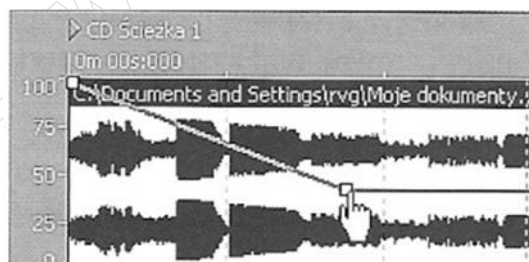 CD Ścieżka 1
0m 00s:000
100 C:\Documents and Settings\rvg\Moje dokumenty.
75
50
25
0